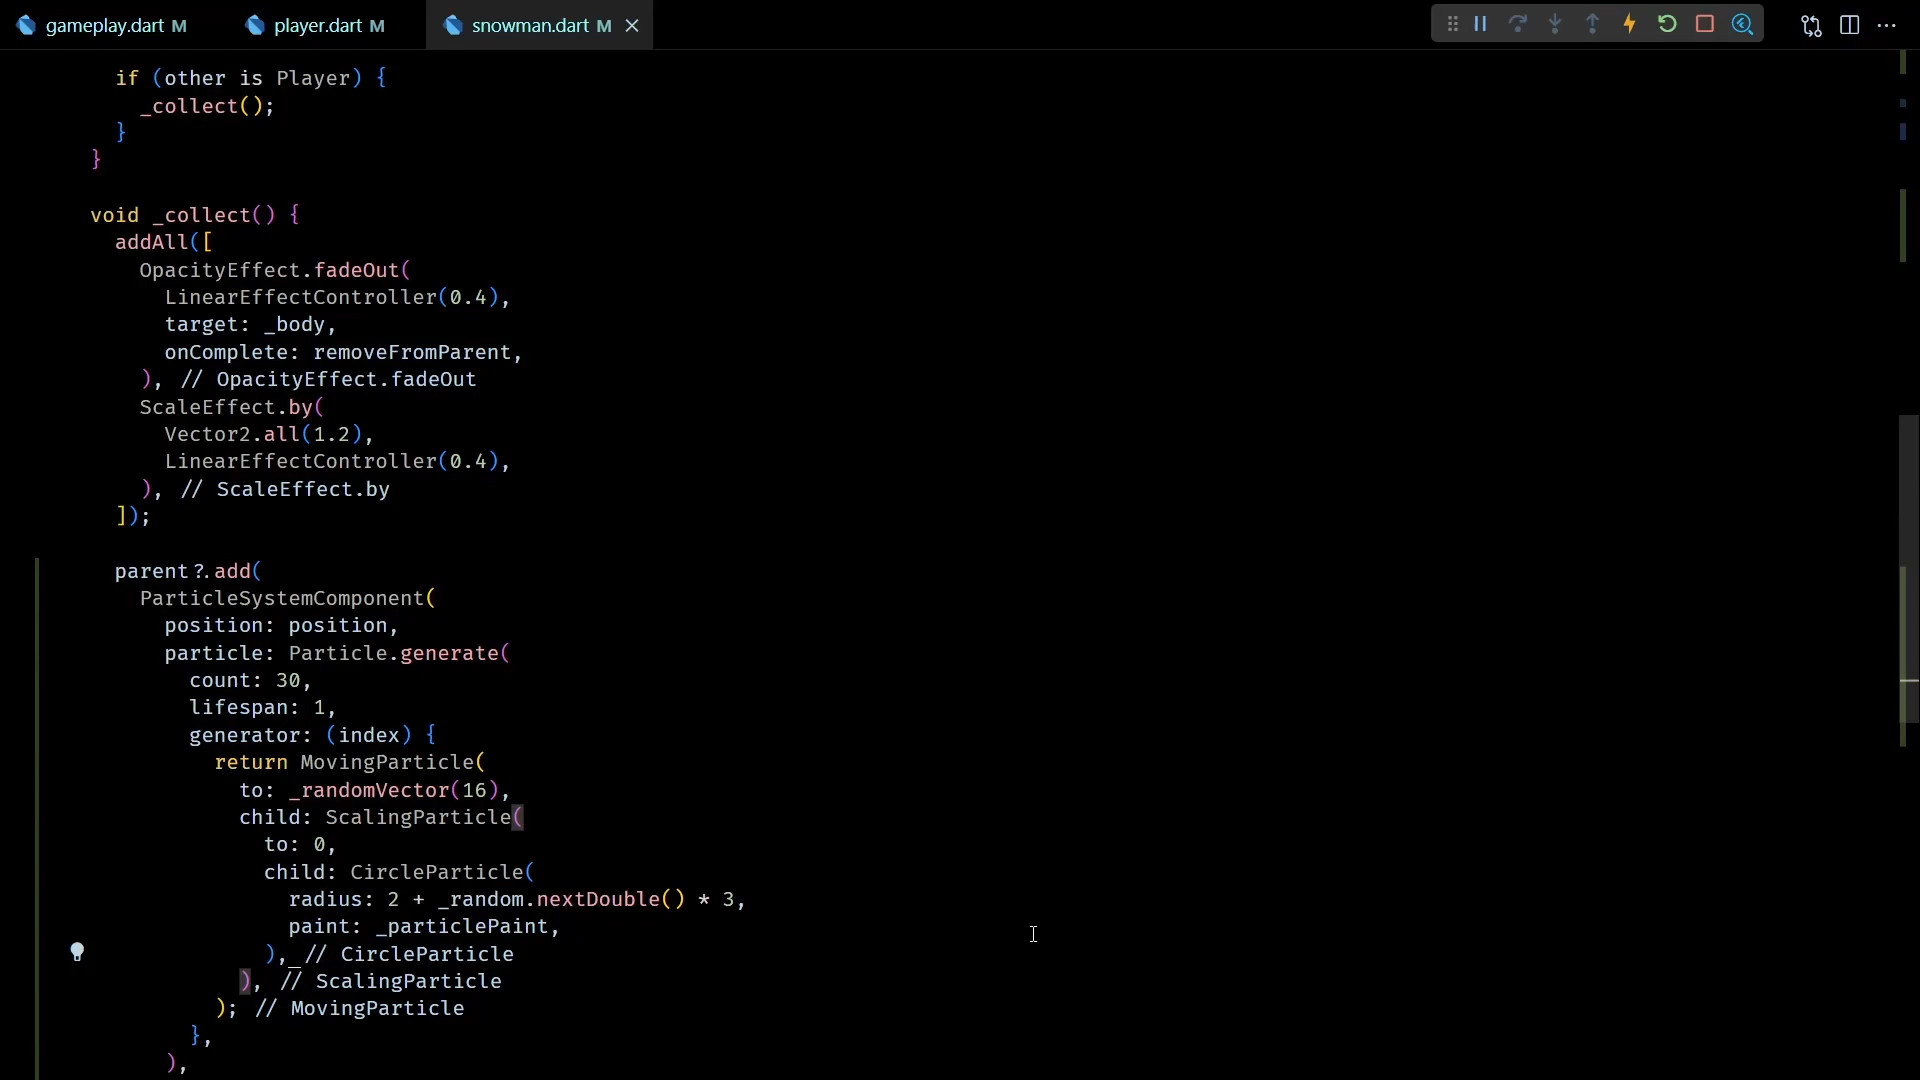 gameplay.dart M player.dart M snowman.dart M
if (other is Player) {
_collect();
}
}
void _collect() {
addAll([
OpacityEffect.fadeOut(
LinearEffectController(0.4),
target: _body,
onComplete: removeFromParent,
), // OpacityEffect.fadeOut
ScaleEffect.by(
Vector2.all(1.2),
LinearEffectController(0.4),
), // ScaleEffect.by
]);
parent?.add(
ParticleSystemComponent(
position: position,
particle: Particle.generate(
count: 30,
lifespan: 1,
generator: (index) {
return MovingParticle(
to: _randomVector(16),
child: ScalingParticle(
to: 0,
child: CircleParticle(
radius: 2 + _random.nextDouble() * 3,
paint: _particlePaint,
), // CircleParticle
), // ScalingParticle
); // MovingParticle
},
),